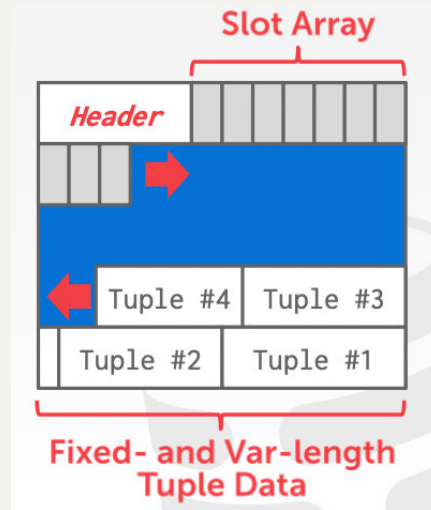 Slot Array
Header
Tuple #4 Tuple #3
Tuple #2 Tuple #1
Fixed- and Var-length
Tuple Data